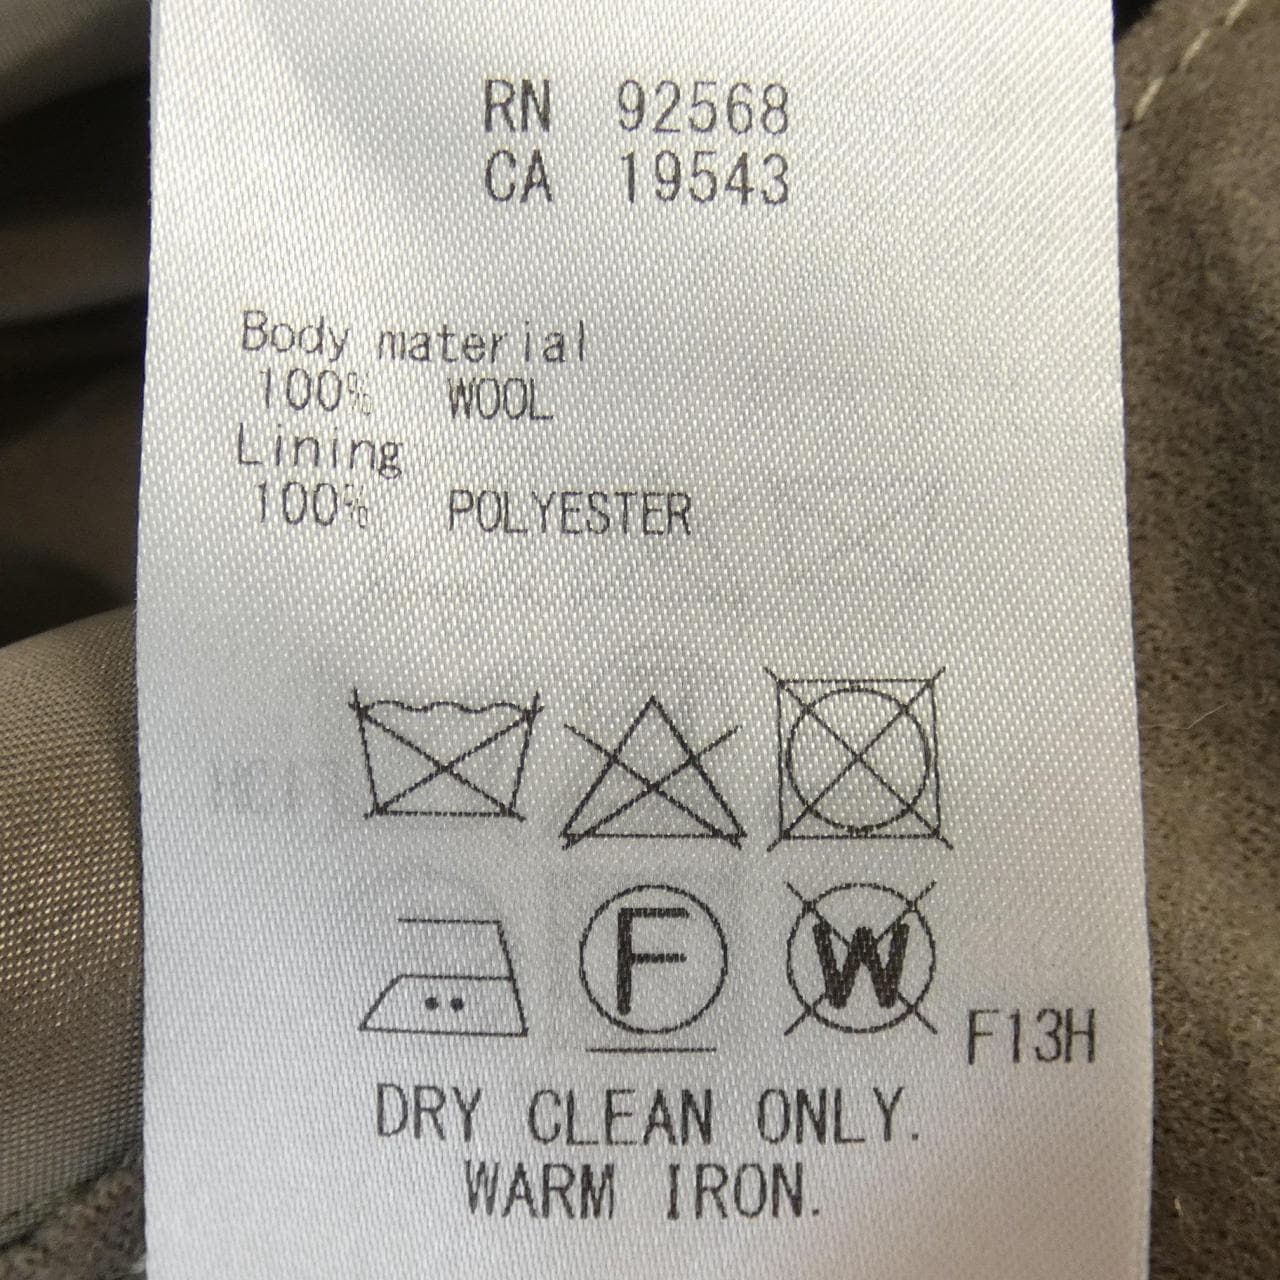 RN 92568
CA 19543
Body material
100% WOOL
Lining
100% POLYESTER
F
W
F13H
DRY CLEAN ONLY.
WARM IRON.